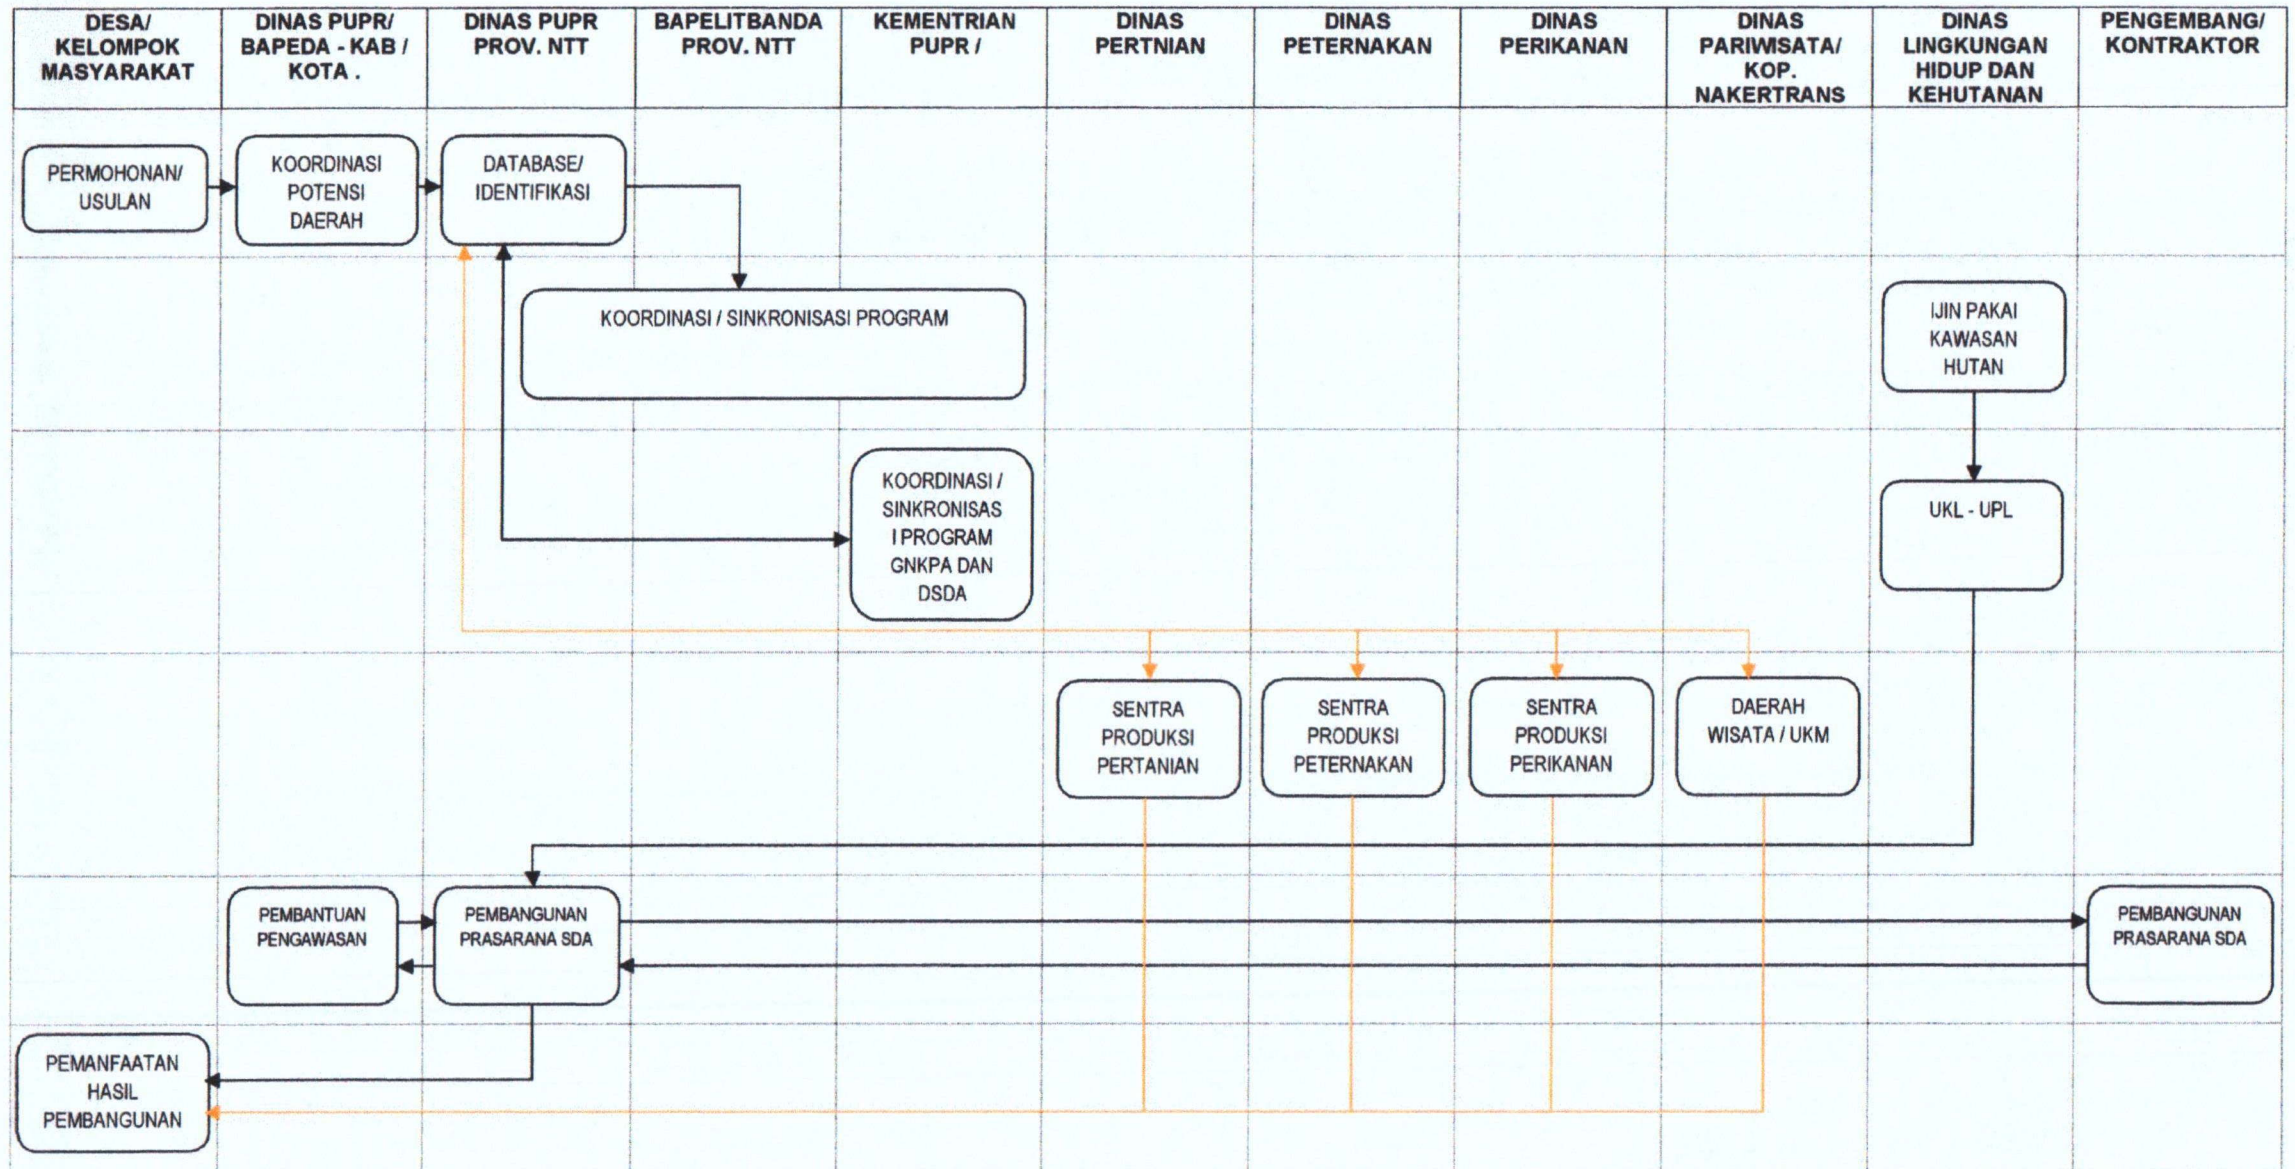 DESA/
KELOMPOK
MASYARAKAT
DINAS PUPR/
BAPEDA - KAB /
KOTA .
DINAS PUPR
PROV. NTT
BAPELITBANDA
PROV. NTT
KEMENTRIAN
PUPR /
DINAS
PERTNIAN
DINAS
PETERNAKAN
DINAS
PERIKANAN
DINAS
PARIWISATA/
KOP.
NAKERTRANS
DINAS
LINGKUNGAN
HIDUP DAN
KEHUTANAN
PENGEMBANG/
KONTRAKTOR
PERMOHONAN/
USULAN
KOORDINASI
POTENSI
DAERAH
DATABASE/
IDENTIFIKASI
KOORDINASI / SINKRONISASI PROGRAM
IJIN PAKAI
KAWASAN
HUTAN
KOORDINASI /
SINKRONISAS
I PROGRAM
GNKPA DAN
DSDA
UKL - UPL
SENTRA
PRODUKSI
PERTANIAN
SENTRA
PRODUKSI
PETERNAKAN
SENTRA
PRODUKSI
PERIKANAN
DAERAH
WISATA / UKM
PEMBANTUAN
PENGAWASAN
PEMBANGUNAN
PRASARANA SDA
PEMBANGUNAN
PRASARANA SDA
PEMANFAATAN
HASIL
PEMBANGUNAN